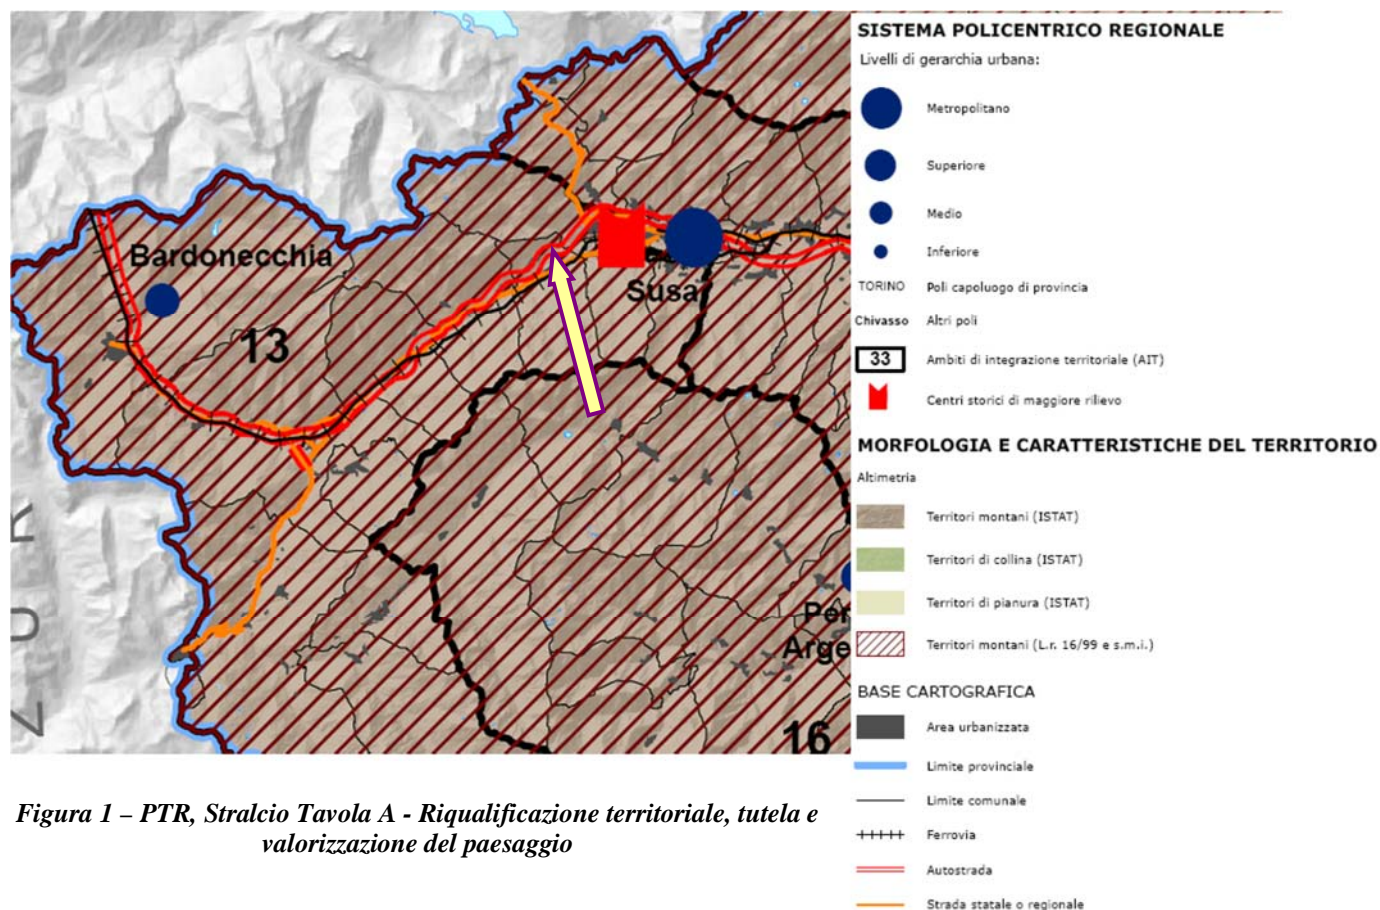 Bardonecchia
13
Susa
Per
Arge
16
Z U R
SISTEMA POLICENTRICO REGIONALE
Livelli di gerarchia urbana:
Metropolitano
Superiore
Medio
Inferiore
TORINO Poli capoluogo di provincia
Chivasso Altri poli
33 Ambiti di integrazione territoriale (AIT)
Centri storici di maggiore rilievo
MORFOLOGIA E CARATTERISTICHE DEL TERRITORIO
Altimetria
Territori montani (ISTAT)
Territori di collina (ISTAT)
Territori di pianura (ISTAT)
Territori montani (L.r. 16/99 e s.m.i.)
BASE CARTOGRAFICA
Area urbanizzata
Limite provinciale
Limite comunale
Ferrovia
Autostrada
Strada statale o regionale
Figura 1 – PTR, Stralcio Tavola A - Riqualificazione territoriale, tutela e
valorizzazione del paesaggio